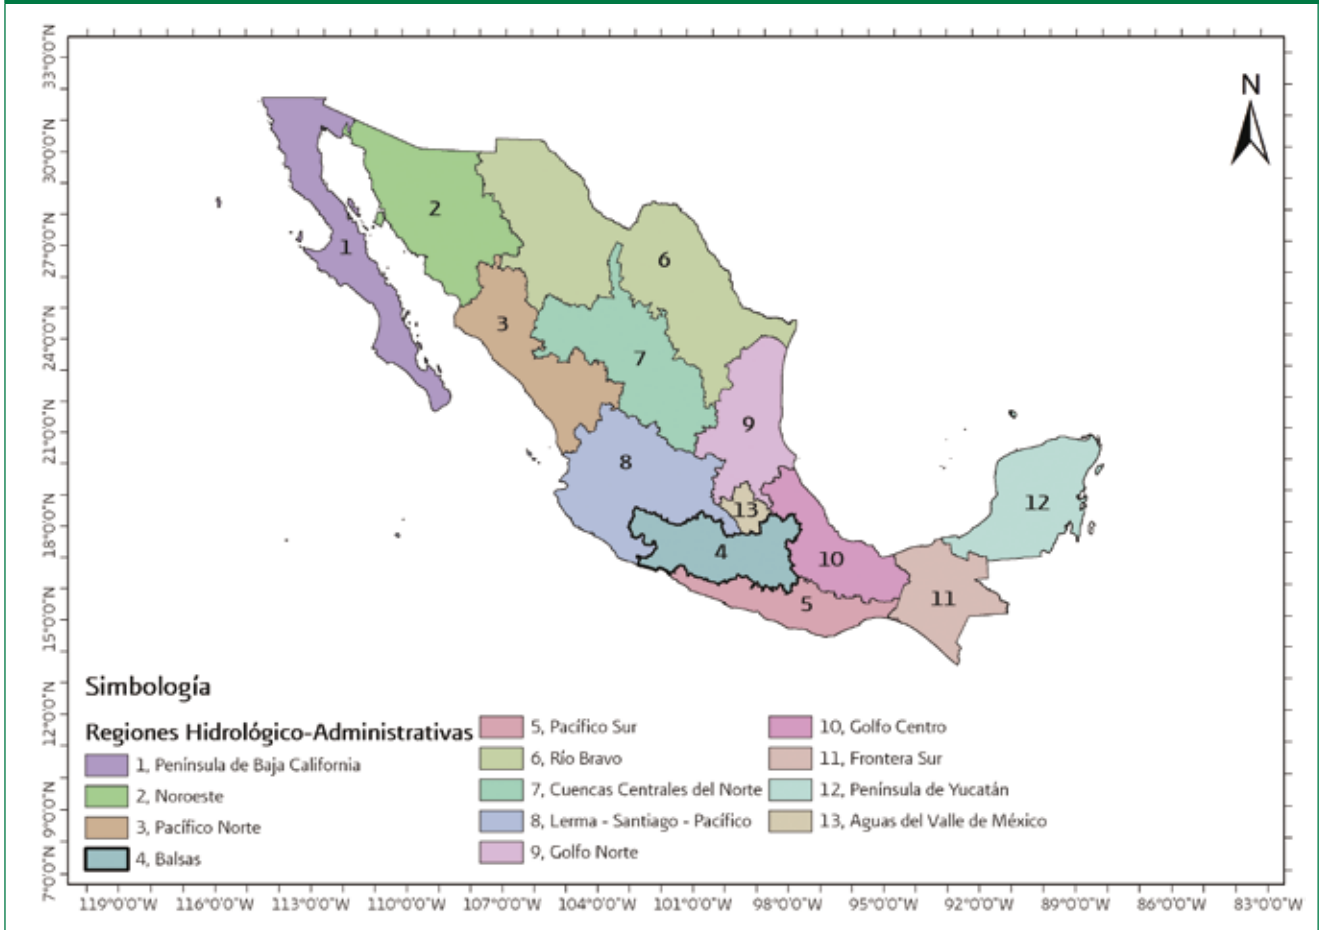 33°0'0"N
30°0'0"N
27°0'0"N
24°0'0"N
21°0'0"N
18°0'0"N
15°0'0"N
12°0'0"N
9°0'0"N
7°0'0"N
N
1
2
3
6
7
9
8
13
4
10
5
12
11
Simbología
Regiones Hidrológico-Administrativas
1, Península de Baja California
2, Noroeste
3, Pacífico Norte
4, Balsas
5, Pacífico Sur
6, Río Bravo
7, Cuencas Centrales del Norte
8, Lerma - Santiago - Pacífico
9, Golfo Norte
10, Golfo Centro
11, Frontera Sur
12, Península de Yucatán
13, Aguas del Valle de México
119°0'0"W 116°0'0"W 113°0'0"W 110°0'0"W 107°0'0"W 104°0'0"W 101°0'0"W 98°0'0"W 95°0'0"W 92°0'0"W 89°0'0"W 86°0'0"W 83°0'0"W